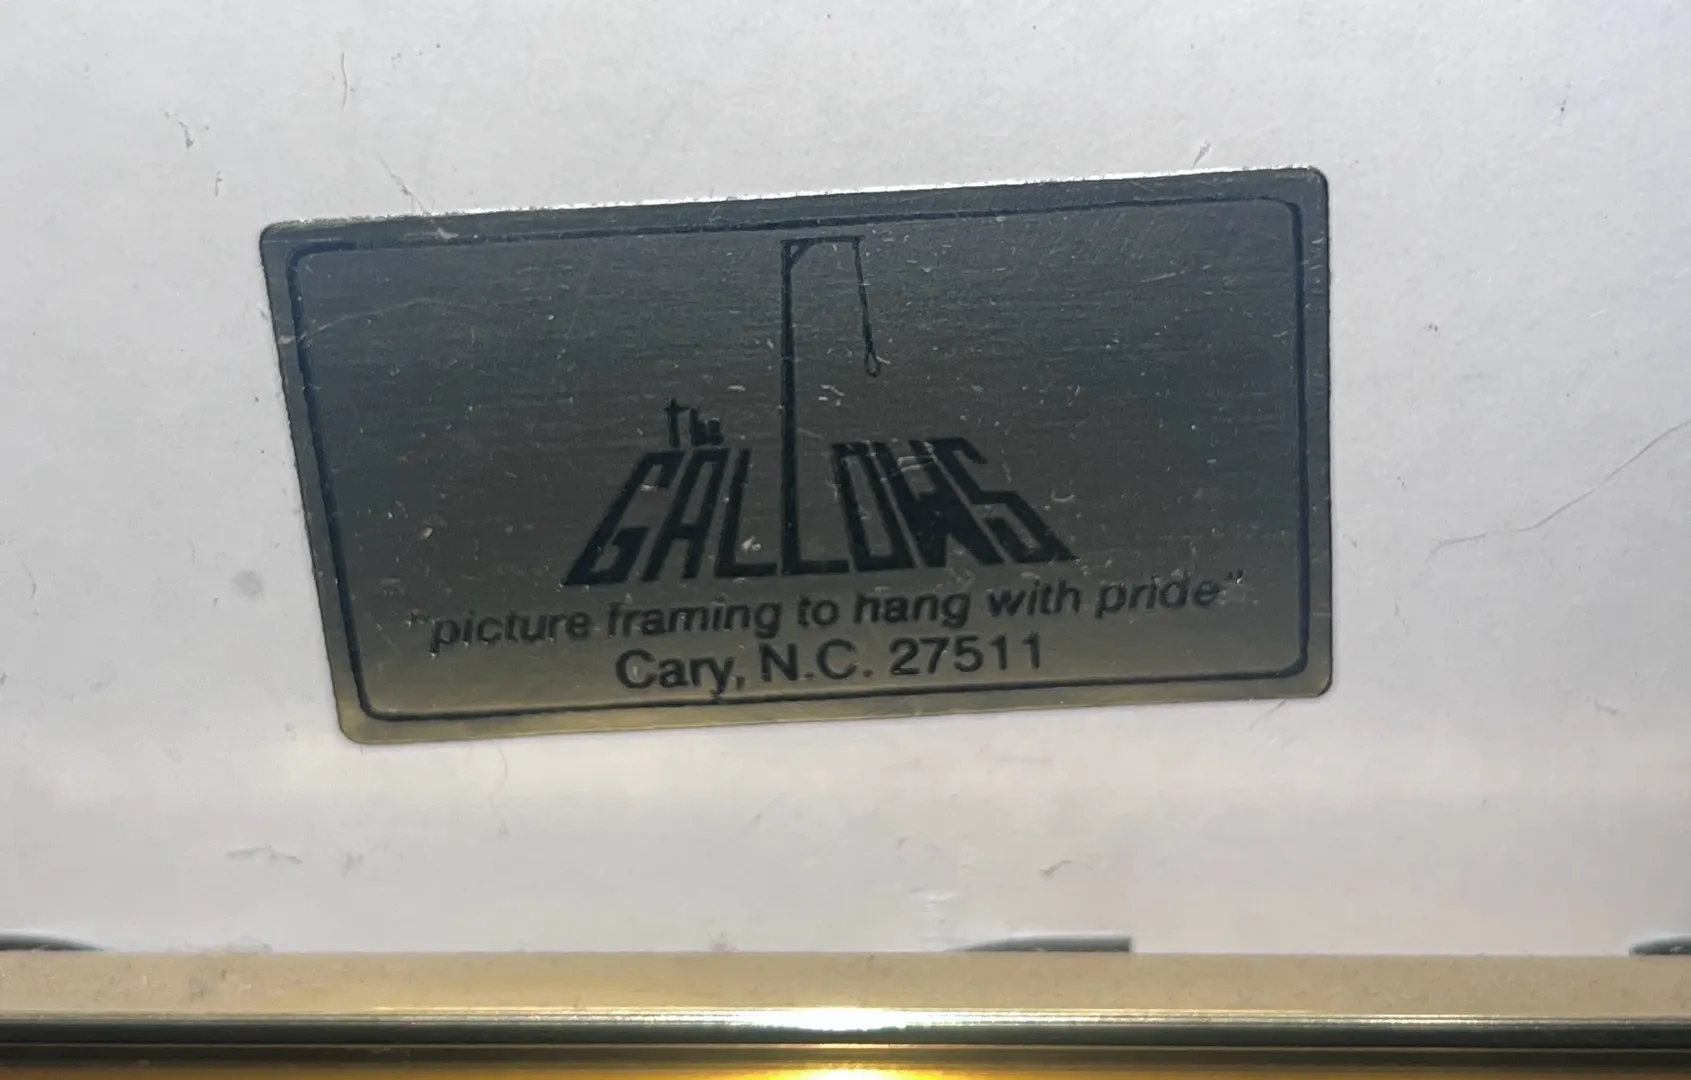 The
GALLOWS
"picture framing to hang with pride"
Cary, N.C. 27511